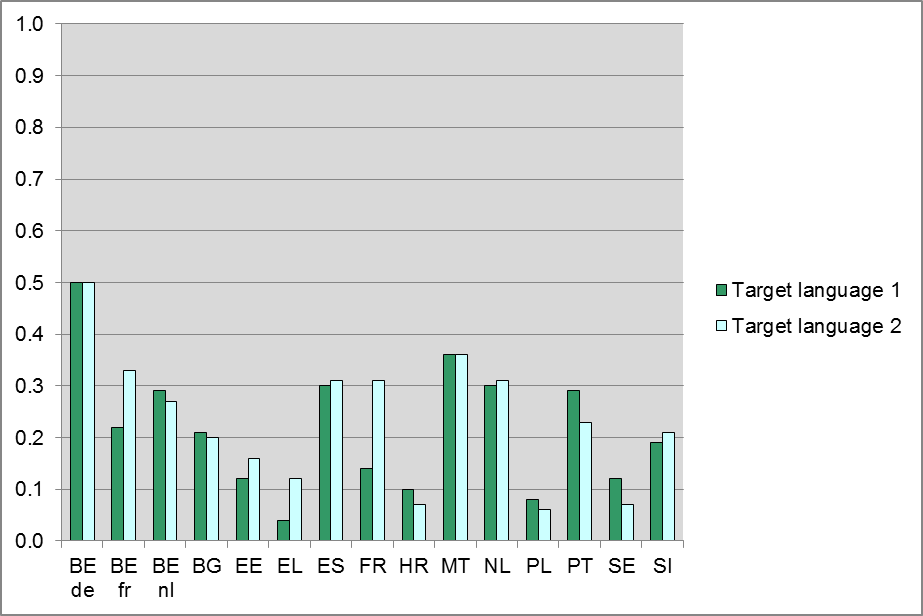 1.0
0.9
0.8
0.7
0.6
0.5
0.4
0.3
0.2
0.1
0.0
BE BE BE BG EE EL ES FR HR MT NL PL PT SE SI
de fr nl
Target language 1
Target language 2